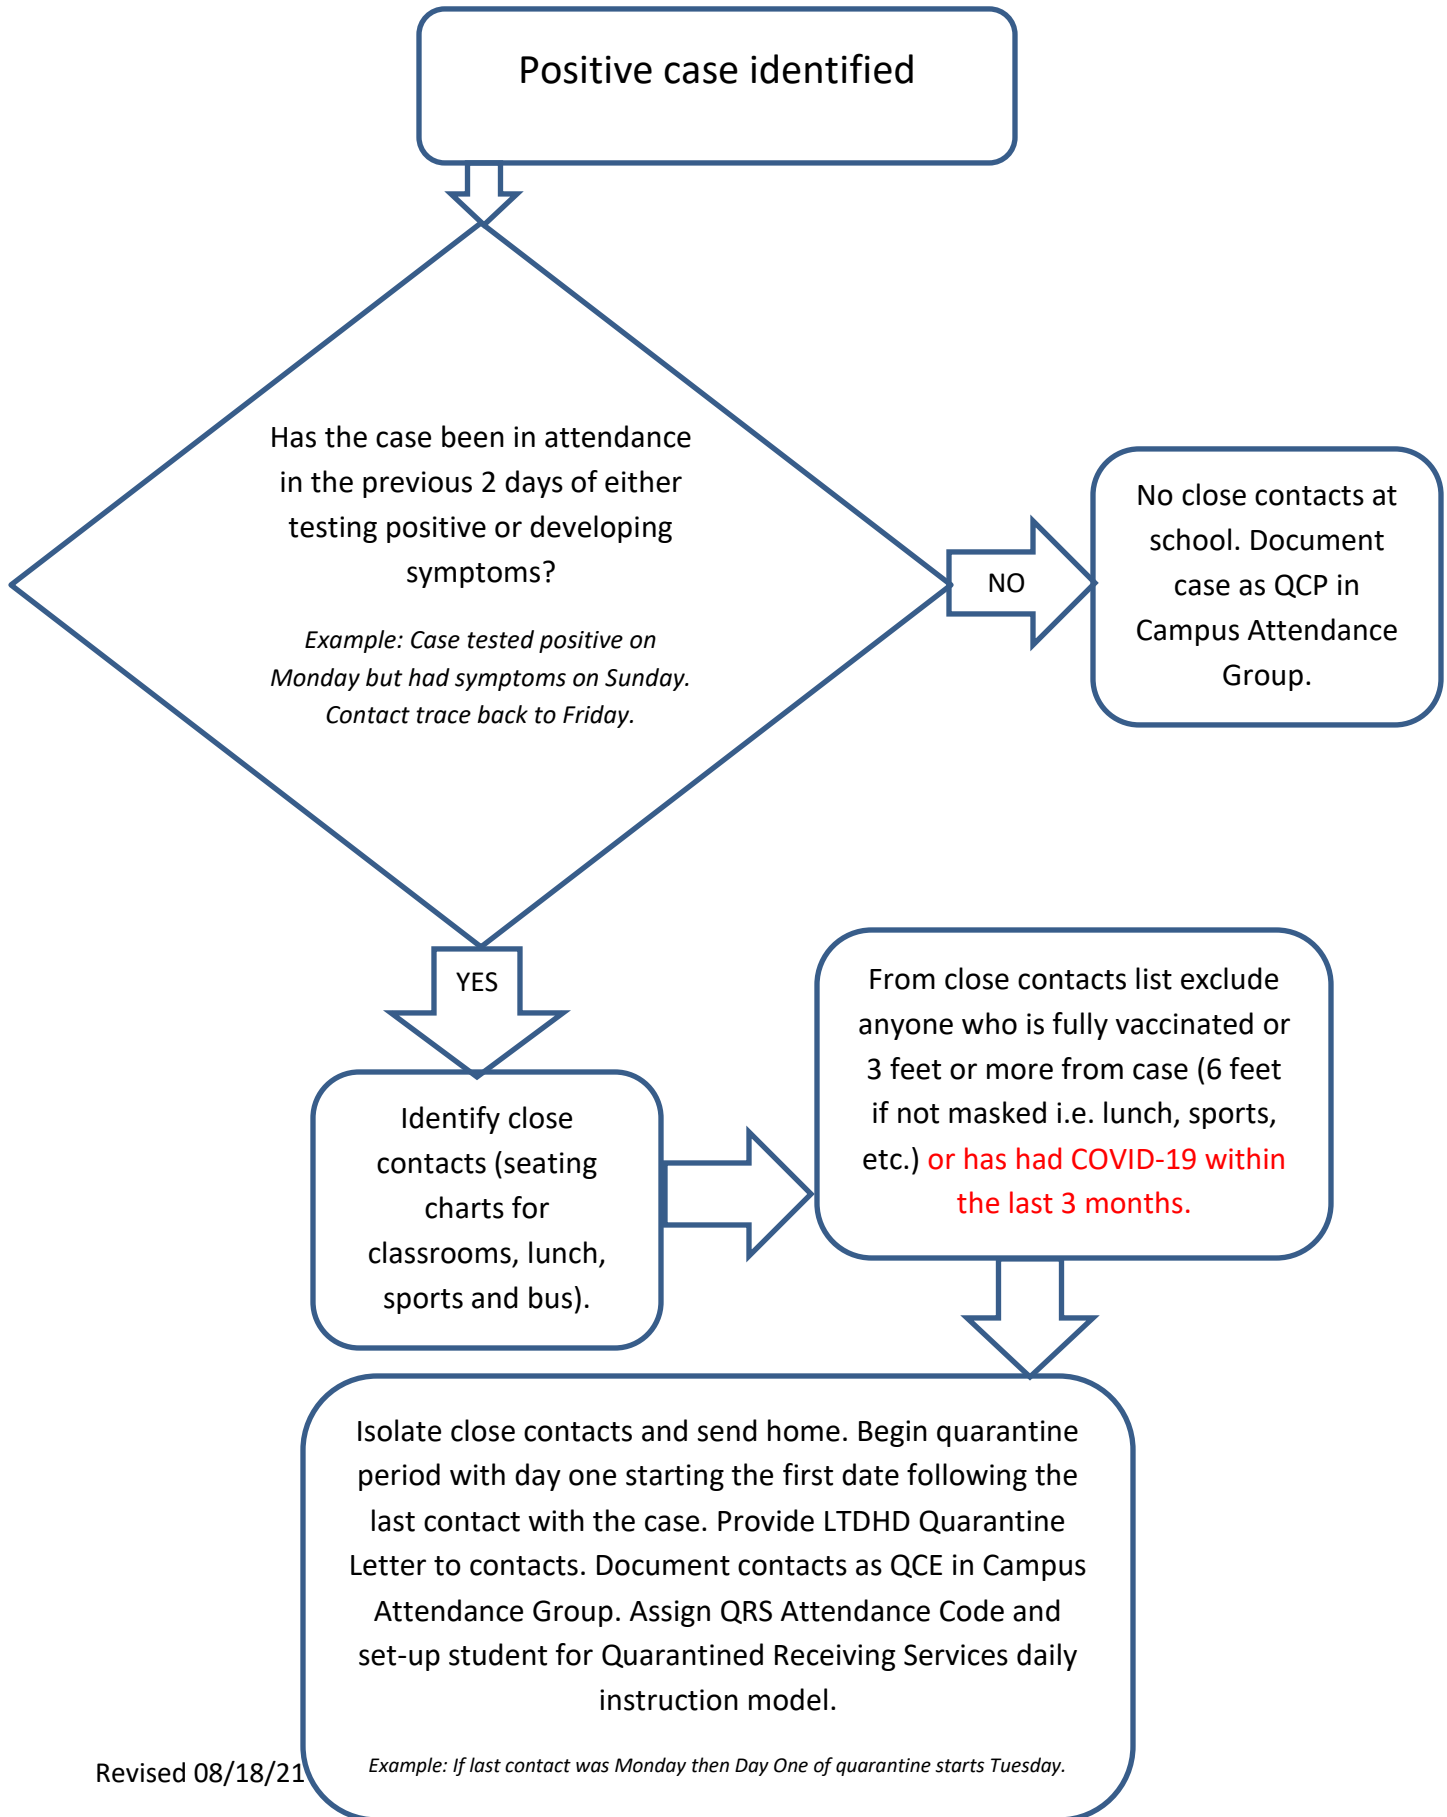 Positive case identified
Has the case been in attendance
in the previous 2 days of either
testing positive or developing
symptoms?
Example: Case tested positive on
Monday but had symptoms on Sunday.
Contact trace back to Friday.
NO
No close contacts at
school. Document
case as QCP in
Campus Attendance
Group.
YES
Identify close
contacts (seating
charts for
classrooms, lunch,
sports and bus).
From close contacts list exclude
anyone who is fully vaccinated or
3 feet or more from case (6 feet
if not masked i.e. lunch, sports,
etc.) or has had COVID-19 within
the last 3 months.
Isolate close contacts and send home. Begin quarantine
period with day one starting the first date following the
last contact with the case. Provide LTDHD Quarantine
Letter to contacts. Document contacts as QCE in Campus
Attendance Group. Assign QRS Attendance Code and
set-up student for Quarantined Receiving Services daily
instruction model.
Example: If last contact was Monday then Day One of quarantine starts Tuesday.
Revised 08/18/21